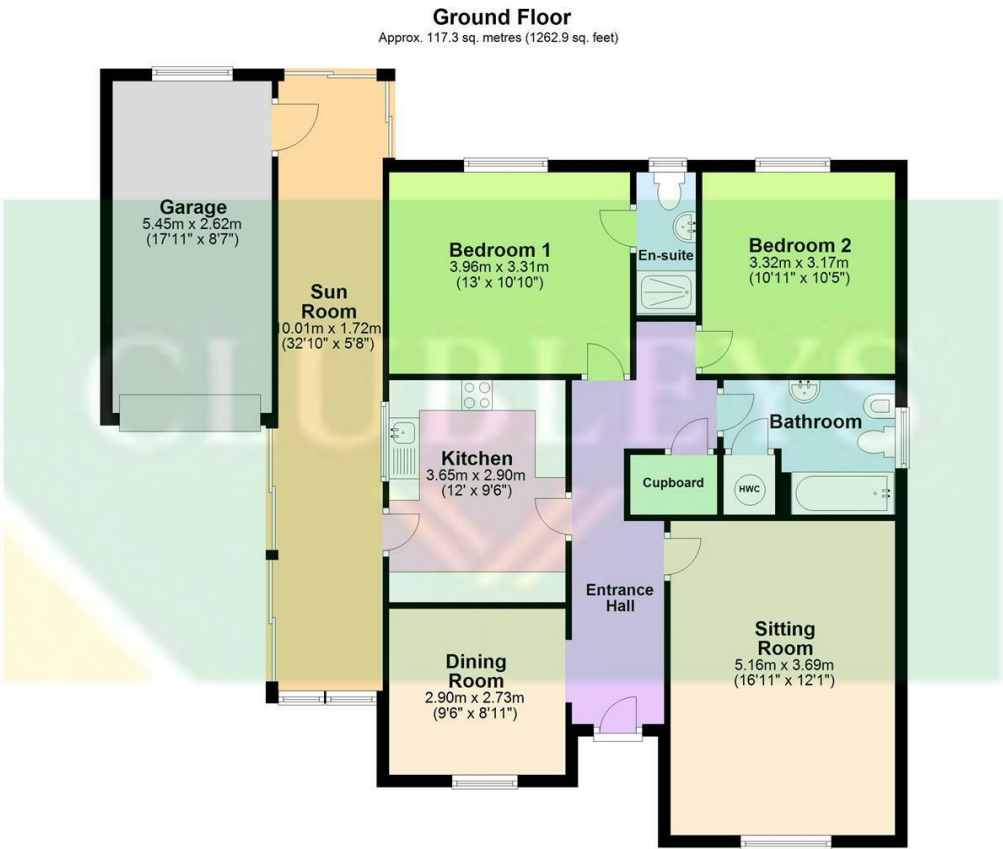 Ground Floor
Approx. 117.3 sq. metres (1262.9 sq. feet)
Garage
5.45m x 2.62m
(17'11" x 8'7")
Sun
Room
10.01m x 1.72m
(32'10" x 5'8")
Bedroom 1
3.96m x 3.31m
(13' x 10'10")
En-suite
Bedroom 2
3.32m x 3.17m
(10'11" x 10'5")
CLUBLEYS
Kitchen
3.65m x 2.90m
(12' x 9'6")
Bathroom
Cupboard
HWC
Entrance
Hall
Dining
Room
2.90m x 2.73m
(9'6" x 8'11")
Sitting
Room
5.16m x 3.69m
(16'11" x 12'1")